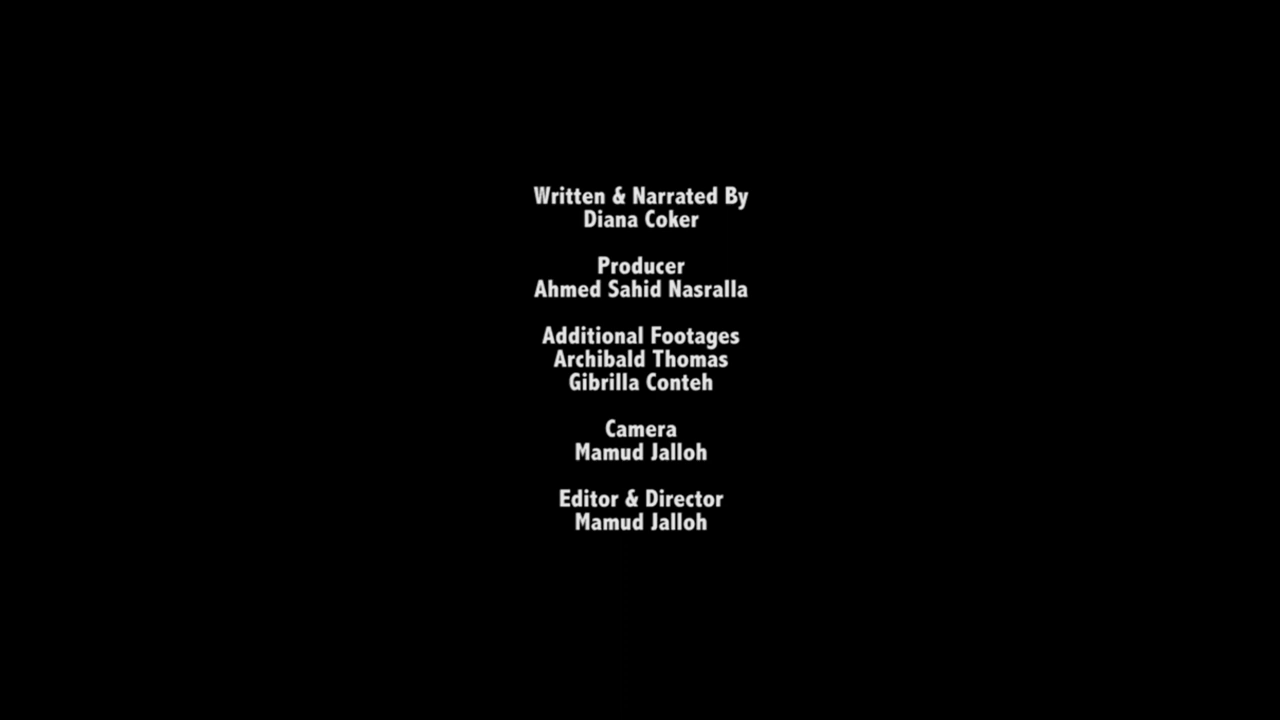 Written & Narrated By
Diana Coker
Producer
Ahmed Sahid Nasralla
Additional Footages
Archibald Thomas
Gibrilla Conteh
Camera
Mamud Jalloh
Editor & Director
Mamud Jalloh